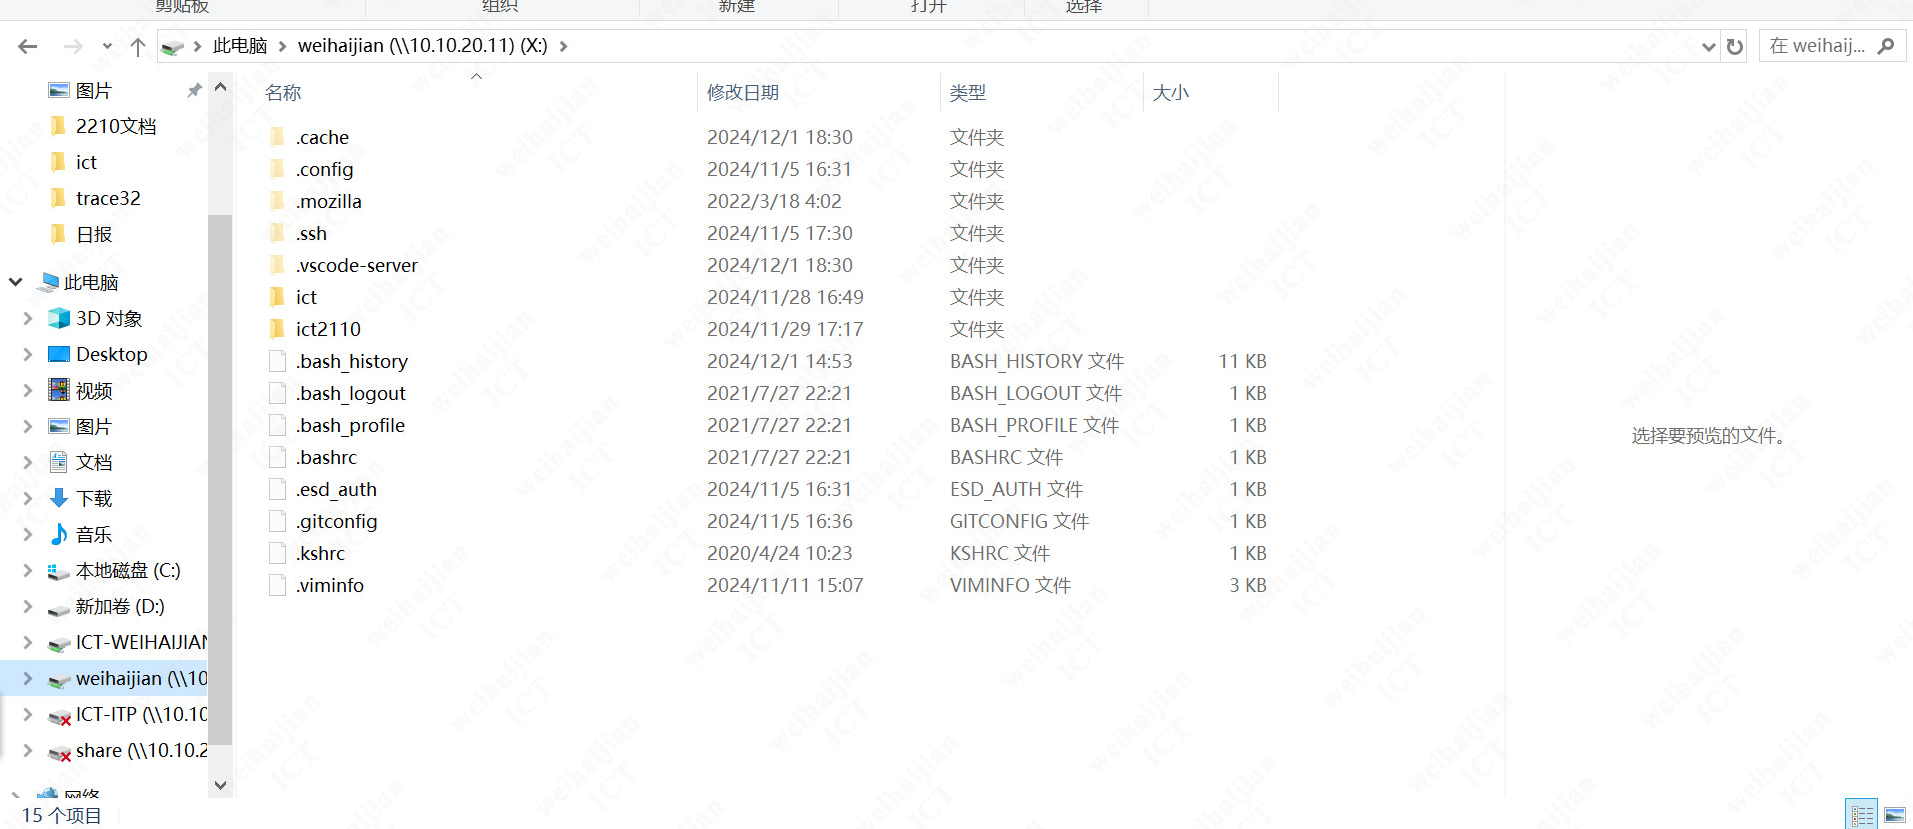 剪贴板 组织 新建 打开 选择
此电脑 weihaijian (\\10.10.20.11) (X:) 在 weihaij...
图片
2210文档
ict
trace32
日报
此电脑
3D 对象
Desktop
视频
图片
文档
下载
音乐
本地磁盘 (C:)
新加卷 (D:)
ICT-WEIHAIJIAN
weihaijian (\\10
ICT-ITP (\\10.10
share (\\10.10.2
网络
名称 修改日期 类型 大小
.cache 2024/12/1 18:30 文件夹
.config 2024/11/5 16:31 文件夹
.mozilla 2022/3/18 4:02 文件夹
.ssh 2024/11/5 17:30 文件夹
.vscode-server 2024/12/1 18:30 文件夹
ict 2024/11/28 16:49 文件夹
ict2110 2024/11/29 17:17 文件夹
.bash_history 2024/12/1 14:53 BASH_HISTORY 文件 11 KB
.bash_logout 2021/7/27 22:21 BASH_LOGOUT 文件 1 KB
.bash_profile 2021/7/27 22:21 BASH_PROFILE 文件 1 KB
.bashrc 2021/7/27 22:21 BASHRC 文件 1 KB
.esd_auth 2024/11/5 16:31 ESD_AUTH 文件 1 KB
.gitconfig 2024/11/5 16:36 GITCONFIG 文件 1 KB
.kshrc 2020/4/24 10:23 KSHRC 文件 1 KB
.viminfo 2024/11/11 15:07 VIMINFO 文件 3 KB
选择要预览的文件。
15 个项目
weihaijian
ICT